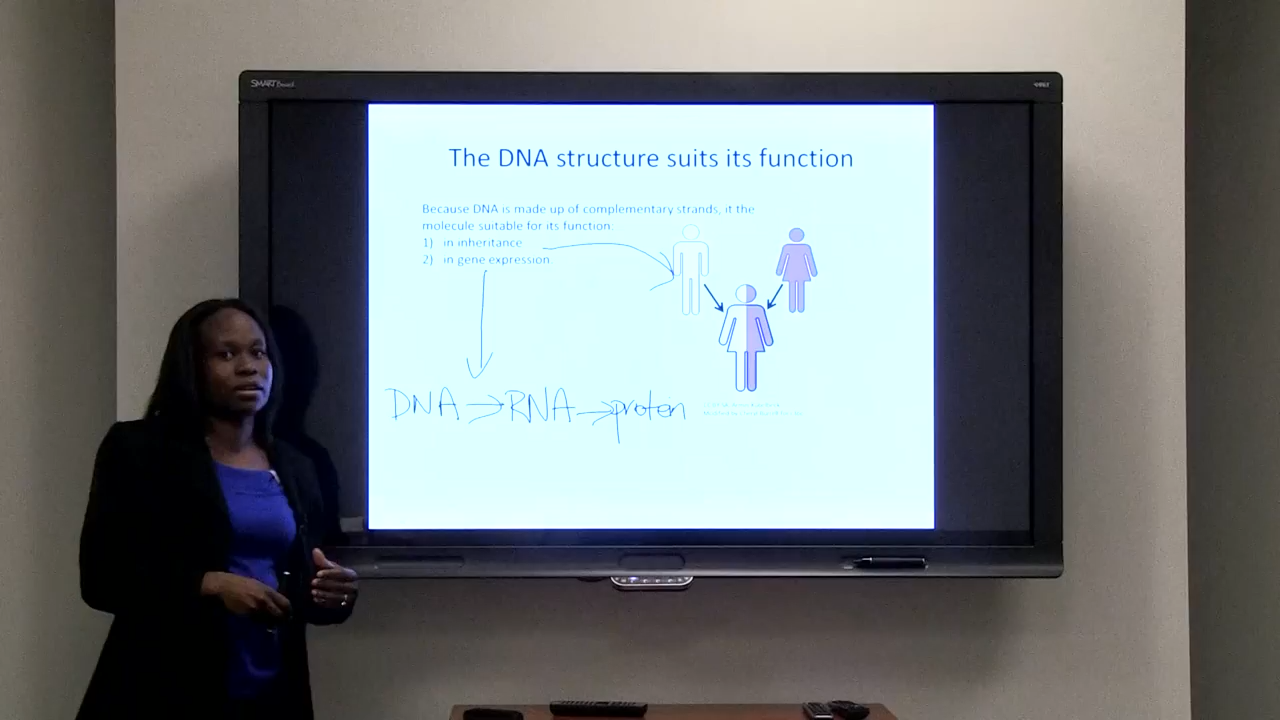 SMART Board
The DNA structure suits its function
Because DNA is made up of complementary strands, it the
molecule suitable for its function:
1) in inheritance
2) in gene expression
DNA → RNA → protein